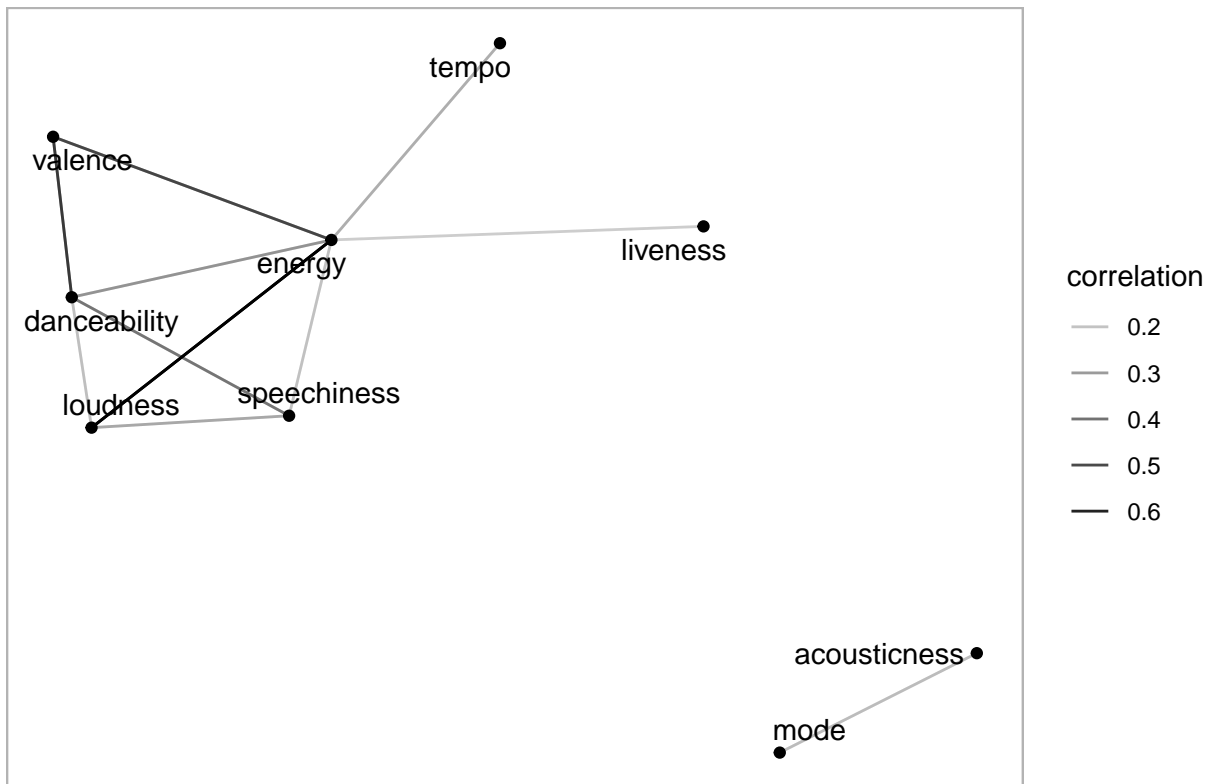 tempo
valence
liveness
energy
danceability
speechiness
loudness
acousticness
mode
correlation
0.2
0.3
0.4
0.5
0.6